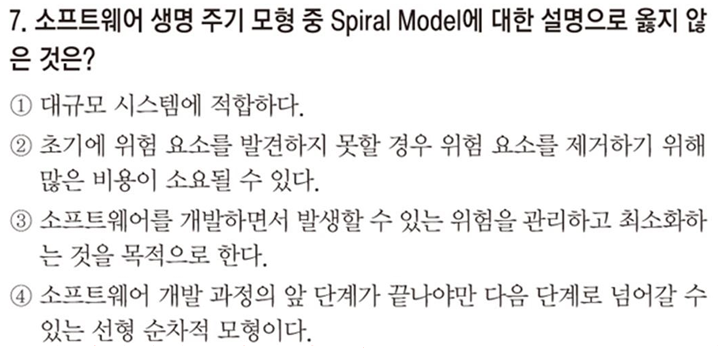 7. 소프트웨어 생명 주기 모형 중 Spiral Model에 대한 설명으로 옳지 않
은 것은?
① 대규모 시스템에 적합하다.
② 초기에 위험 요소를 발견하지 못할 경우 위험 요소를 제거하기 위해
많은 비용이 소요될 수 있다.
③ 소프트웨어를 개발하면서 발생할 수 있는 위험을 관리하고 최소화하
는 것을 목적으로 한다.
④ 소프트웨어 개발 과정의 앞 단계가 끝나야만 다음 단계로 넘어갈 수
있는 선형 순차적 모형이다.